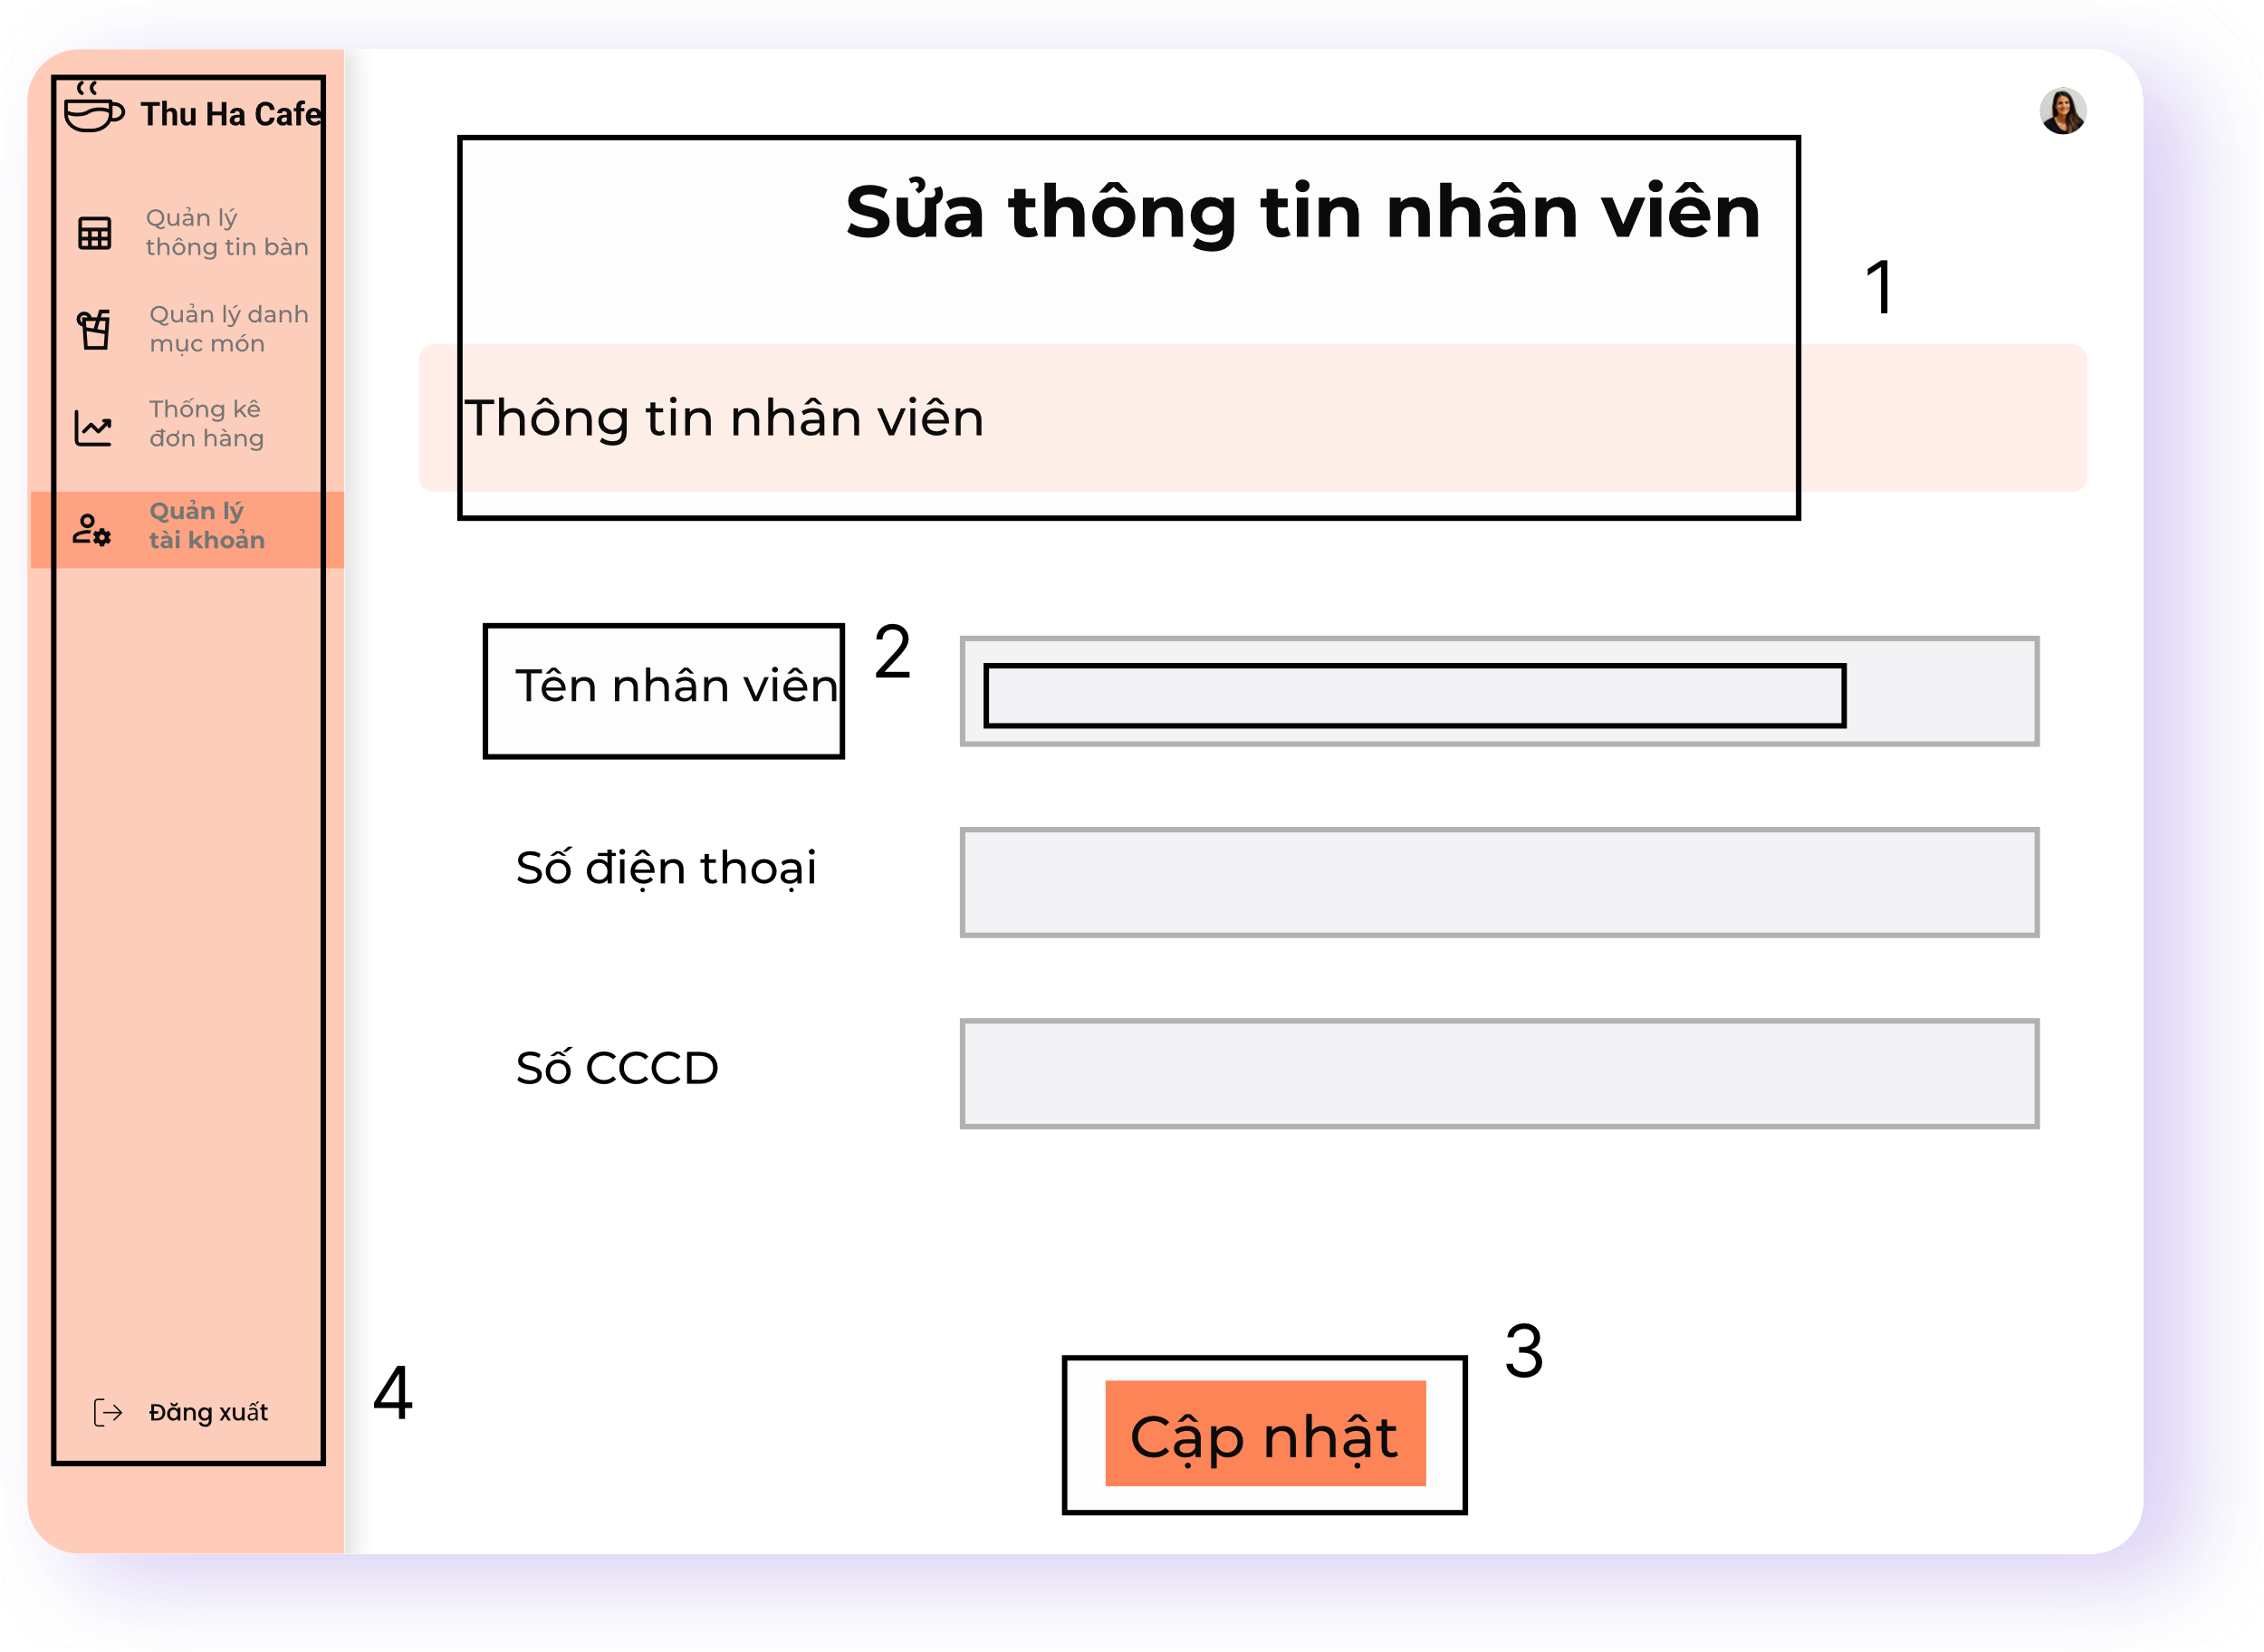 Thu Ha Cafe
Quản lý
thông tin bàn
Quản lý danh
mục món
Thống kê
đơn hàng
Quản lý
tài khoản
Đăng xuất
4
Sửa thông tin nhân viên
1
Thông tin nhân viên
Tên nhân viên
2
Số điện thoại
Số CCCD
3
Cập nhật